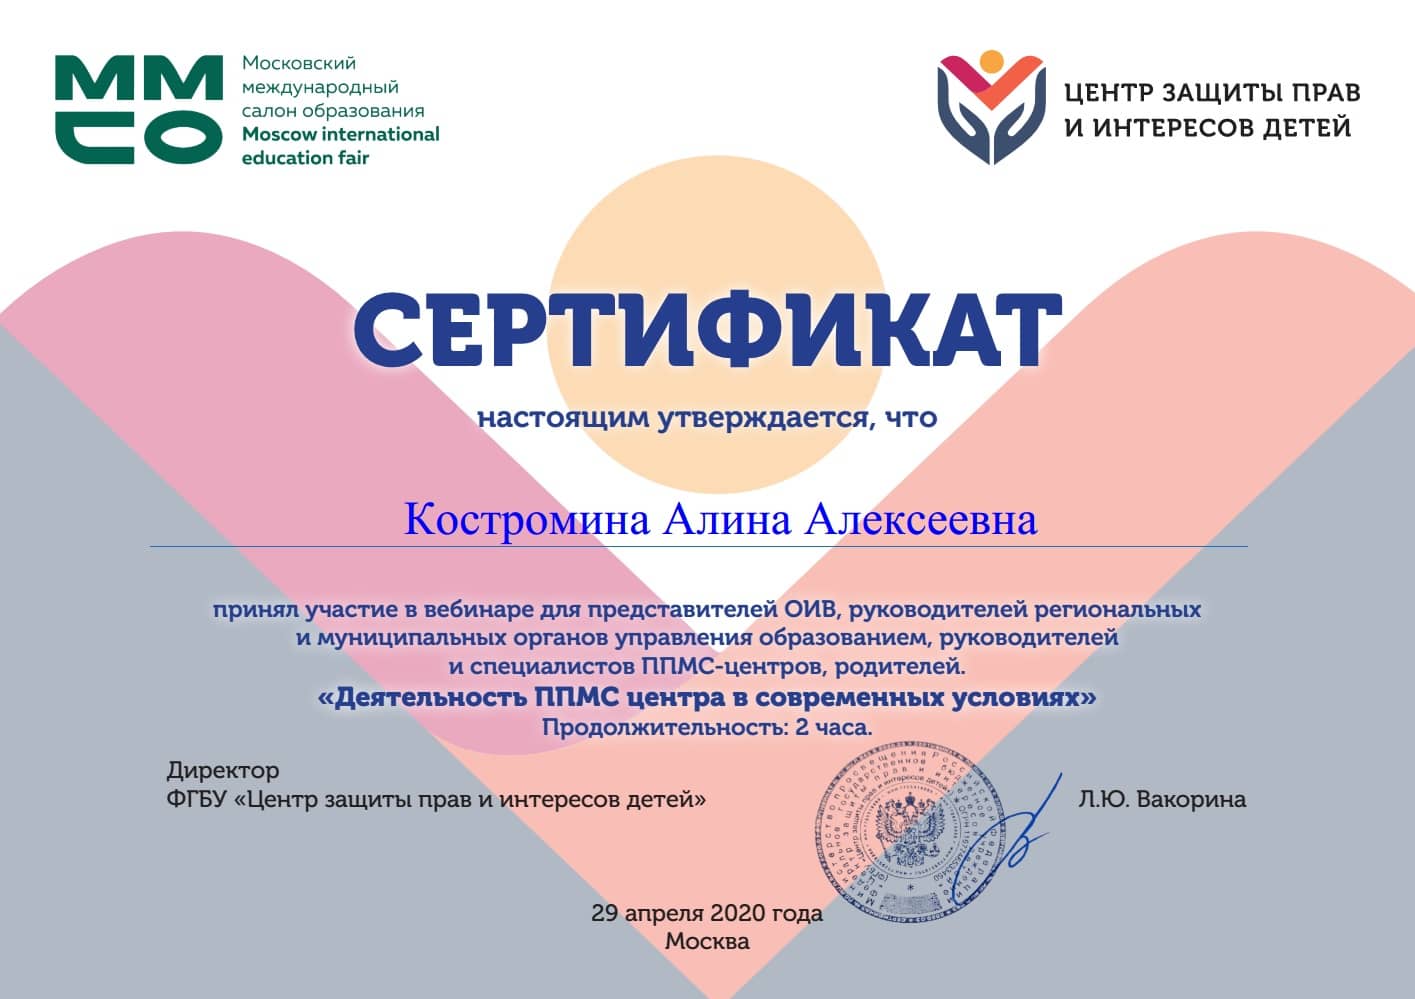 ММСО
Московский
международный
салон образования
Moscow international
education fair
ЦЕНТР ЗАЩИТЫ ПРАВ
И ИНТЕРЕСОВ ДЕТЕЙ
СЕРТИФИКАТ
настоящим утверждается, что
Костромина Алина Алексеевна
принял участие в вебинаре для представителей ОИВ, руководителей региональных
и муниципальных органов управления образованием, руководителей
и специалистов ППМС-центров, родителей.
«Деятельность ППМС центра в современных условиях»
Продолжительность: 2 часа.
Директор
ФГБУ «Центр защиты прав и интересов детей»
Л.Ю. Вакорина
29 апреля 2020 года
Москва